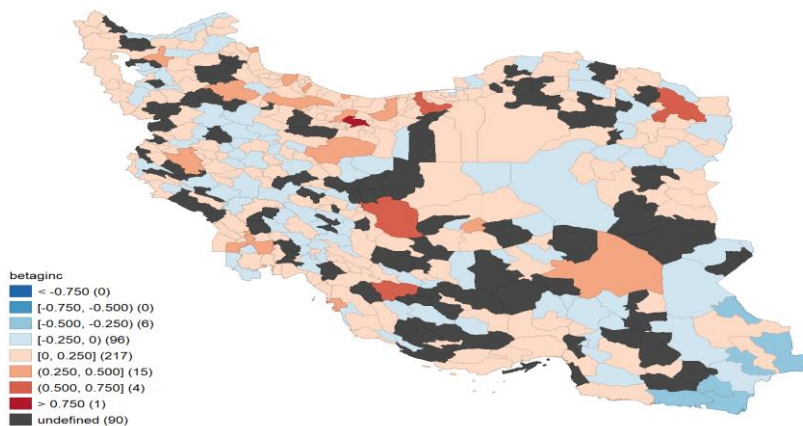 betaginc
< -0.750 (0)
[-0.750, -0.500) (0)
[-0.500, -0.250) (6)
[-0.250, 0) (96)
[0, 0.250] (217)
(0.250, 0.500] (15)
(0.500, 0.750] (4)
> 0.750 (1)
undefined (90)